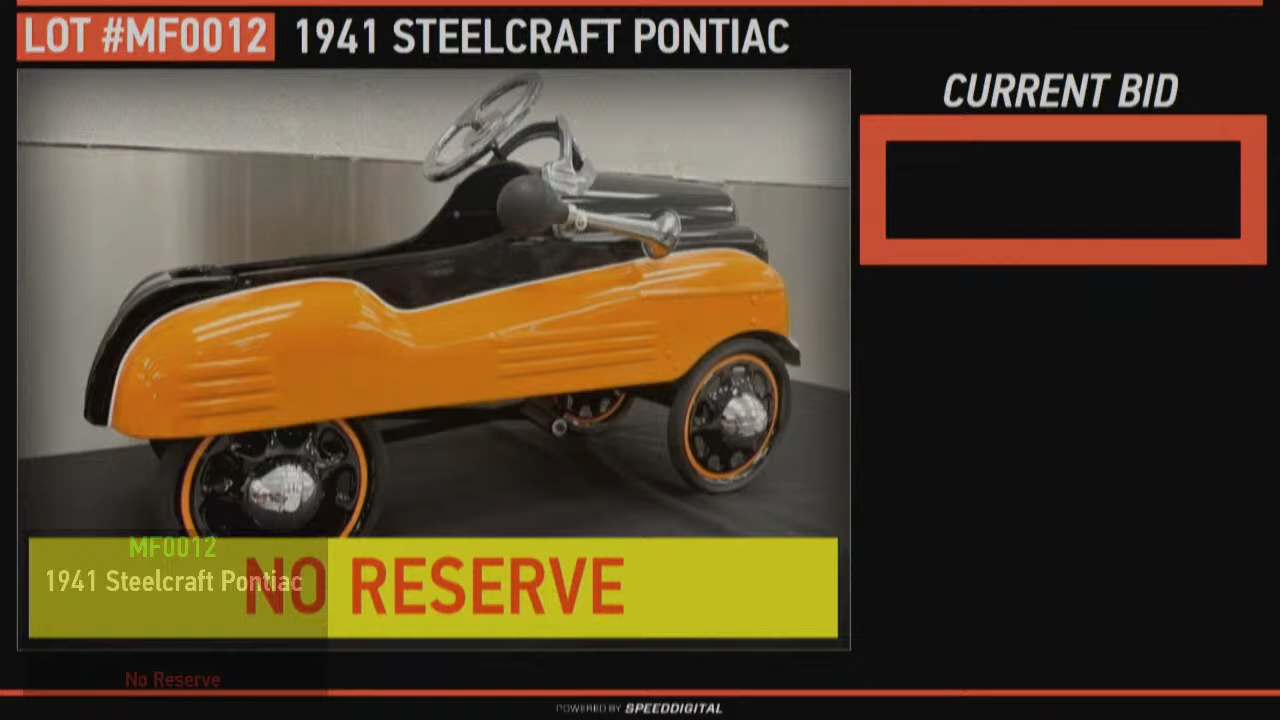 LOT #MF0012 1941 STEELCRAFT PONTIAC
CURRENT BID
MF0012
1941 Steelcraft Pontiac
NO RESERVE
No Reserve
POWERED BY SPEEDDIGITAL